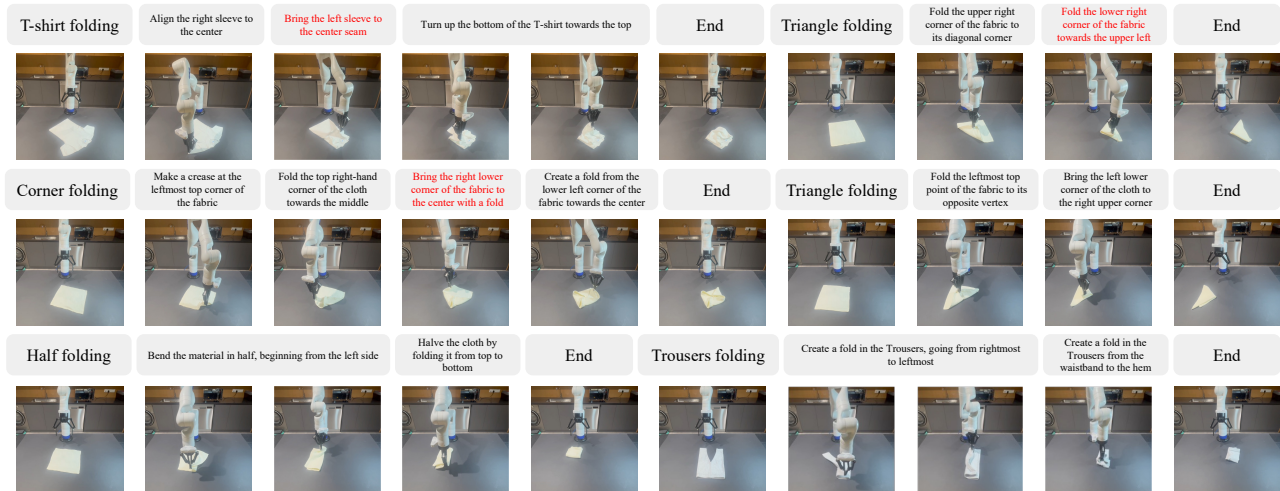 T-shirt folding
Align the right sleeve to
the center
Bring the left sleeve to
the center seam
Turn up the bottom of the T-shirt towards the top
End
Triangle folding
Fold the upper right
corner of the fabric to
its diagonal corner
Fold the lower right
corner of the fabric
towards the upper left
End
Corner folding
Make a crease at the
leftmost top corner of
the fabric
Fold the top right-hand
corner of the cloth
towards the middle
Bring the right lower
corner of the fabric to
the center with a fold
Create a fold from the
lower left corner of the
fabric towards the center
End
Triangle folding
Fold the leftmost top
point of the fabric to its
opposite vertex
Bring the left lower
corner of the cloth to
the right upper corner
End
Half folding
Bend the material in half, beginning from the left side
Halve the cloth by
folding it from top to
bottom
End
Trousers folding
Create a fold in the Trousers, going from rightmost
to leftmost
Create a fold in the
Trousers from the
waistband to the hem
End